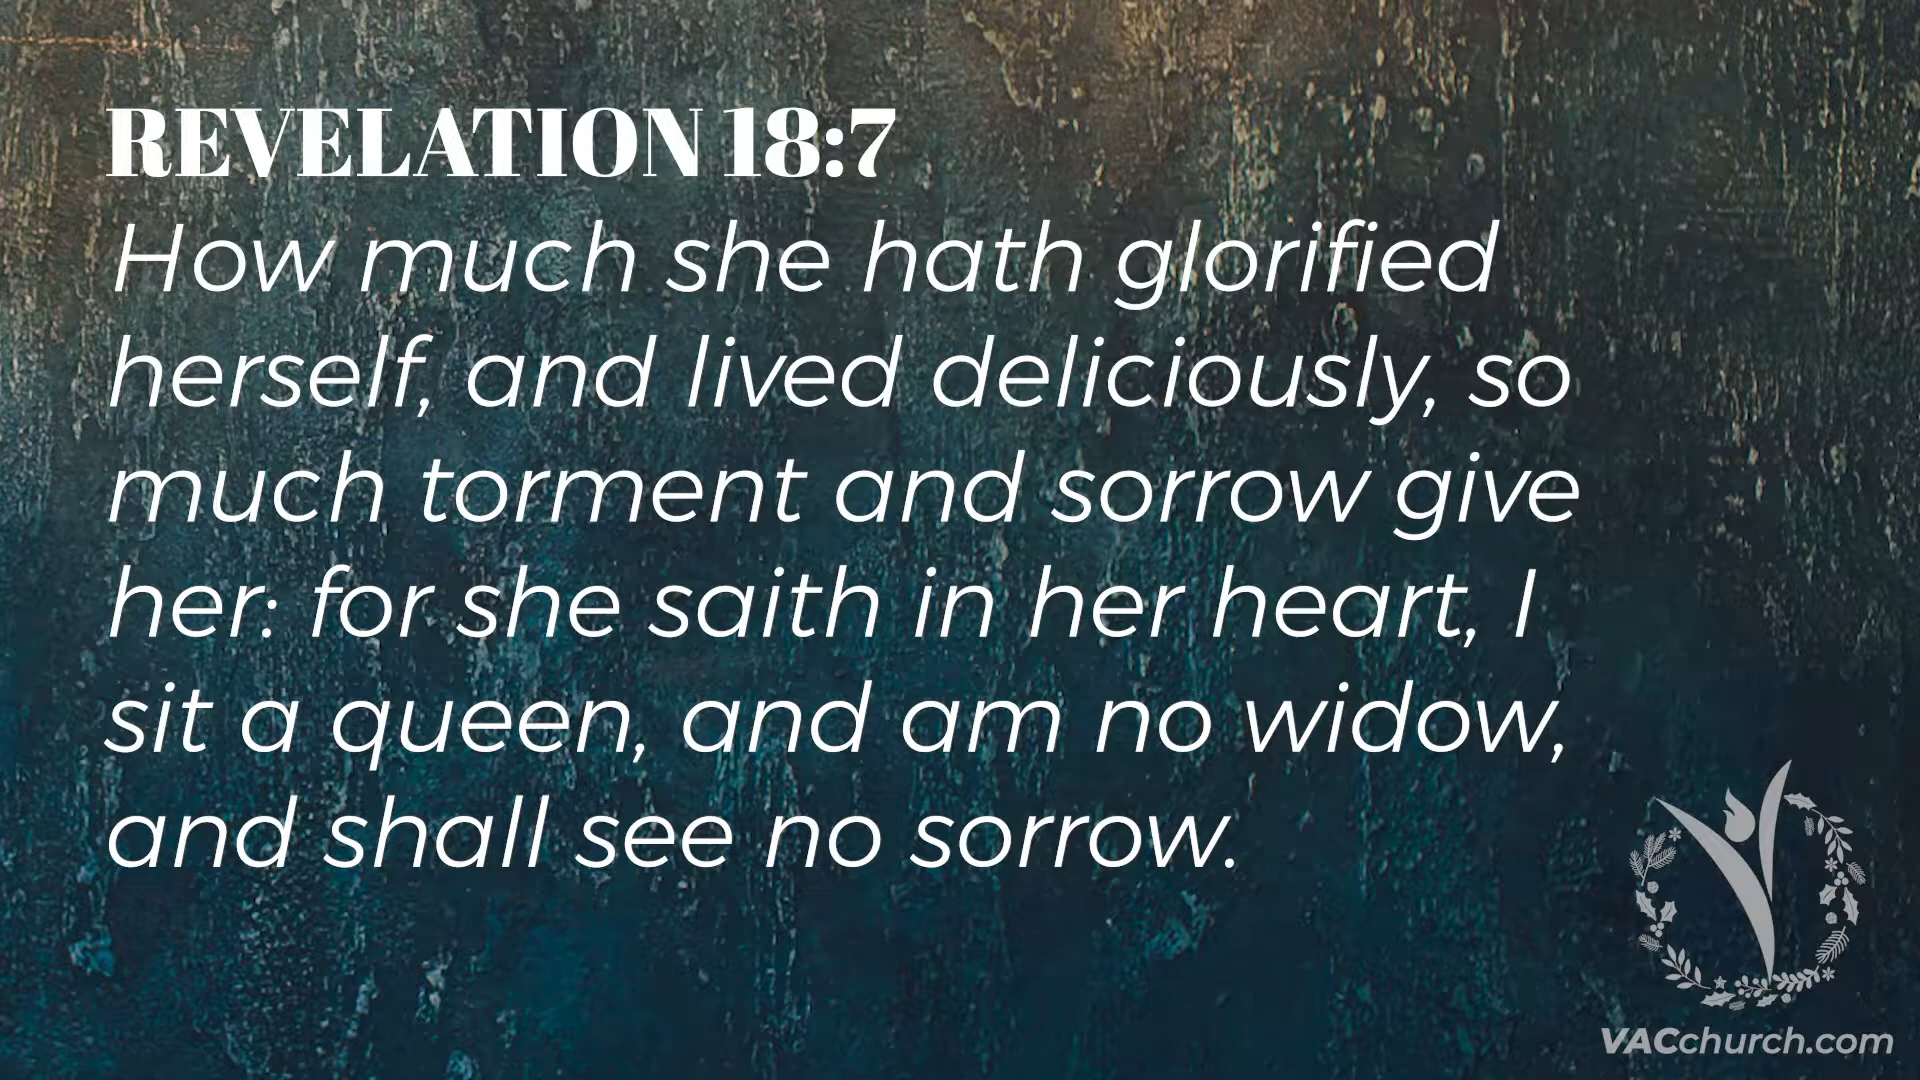 REVELATION 18:7
How much she hath glorified
herself, and lived deliciously, so
much torment and sorrow give
her: for she saith in her heart, I
sit a queen, and am no widow,
and shall see no sorrow.
VACchurch.com